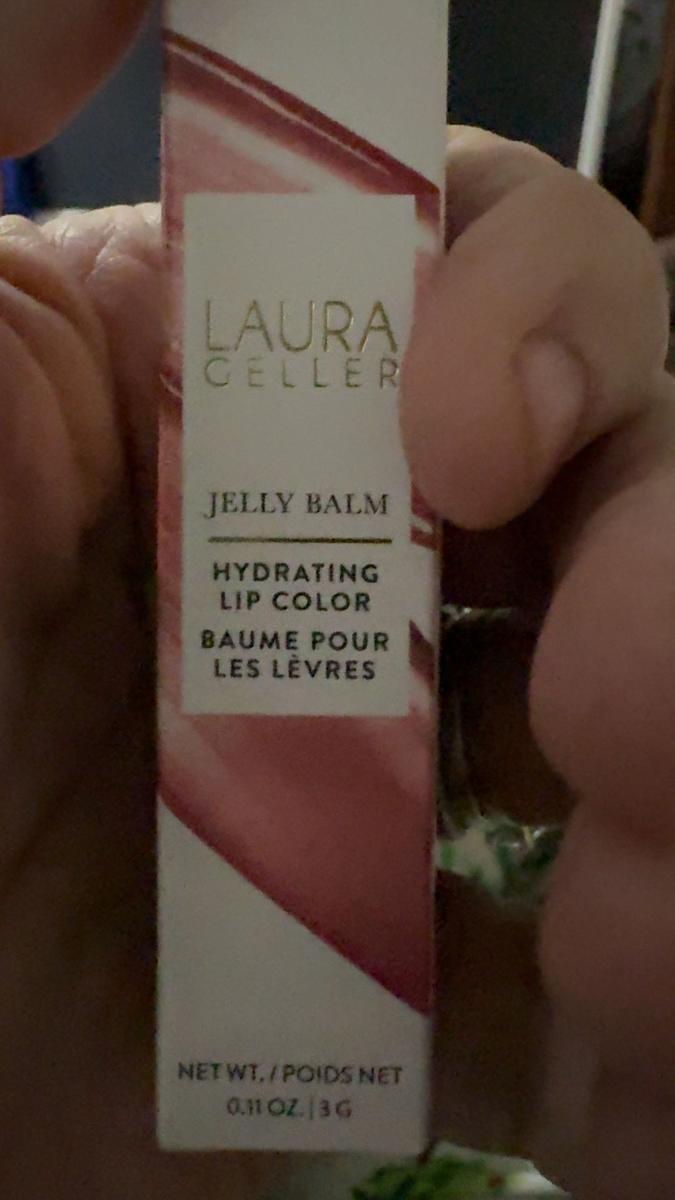 LAURA
GELLER
JELLY BALM
HYDRATING
LIP COLOR
BAUME POUR
LES LÈVRES
NET WT. / POIDS NET
0.11 OZ. | 3 G